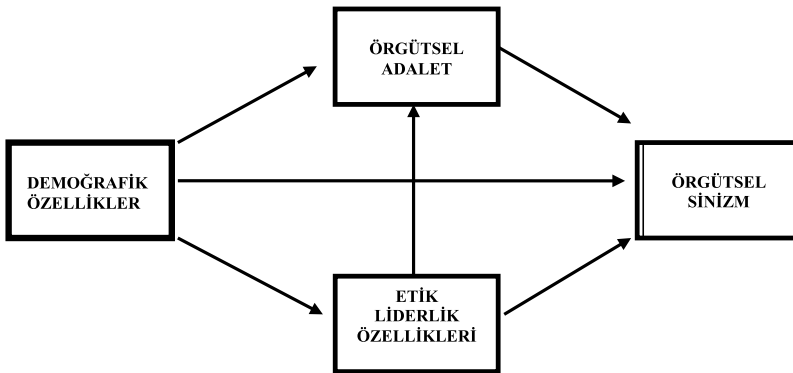 ÖRGÜTSEL
ADALET
DEMOĞRAFİK
ÖZELLİKLER
ÖRGÜTSEL
SİNİZM
ETİK
LİDERLİK
ÖZELLİKLERİ